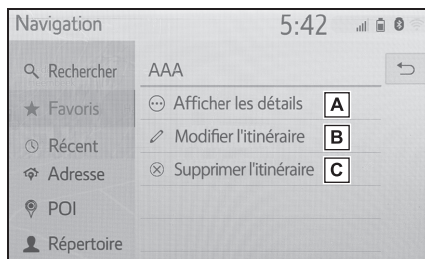 Navigation 5:42
Rechercher
Favoris
Récent
Adresse
POI
Répertoire
AAA
Afficher les détails A
Modifier l'itinéraire B
Supprimer l'itinéraire C